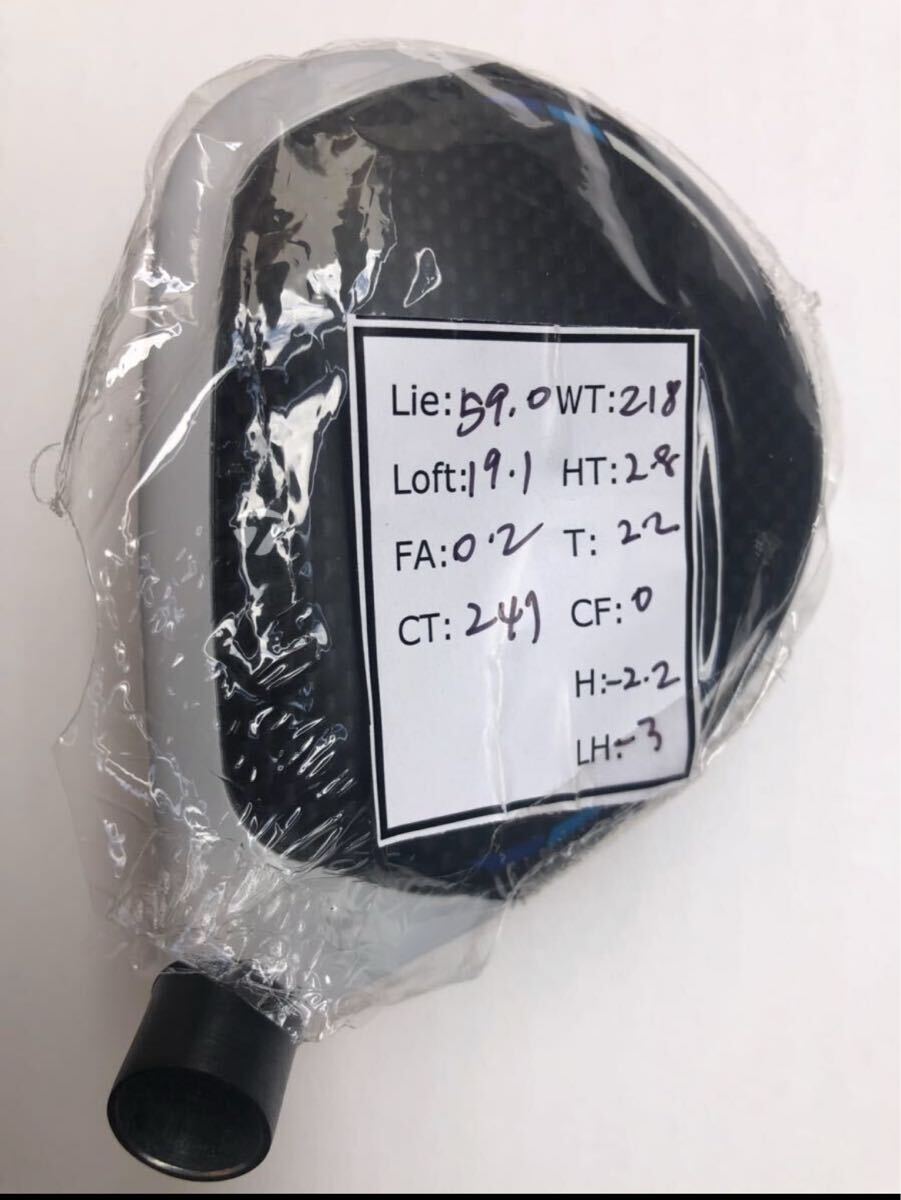 Lie: 59.0 WT: 218
Loft: 19.1 HT: 28
FA: 0.2 T: 22
CT: 249 CF: 0
H: -2.2
LH: -3